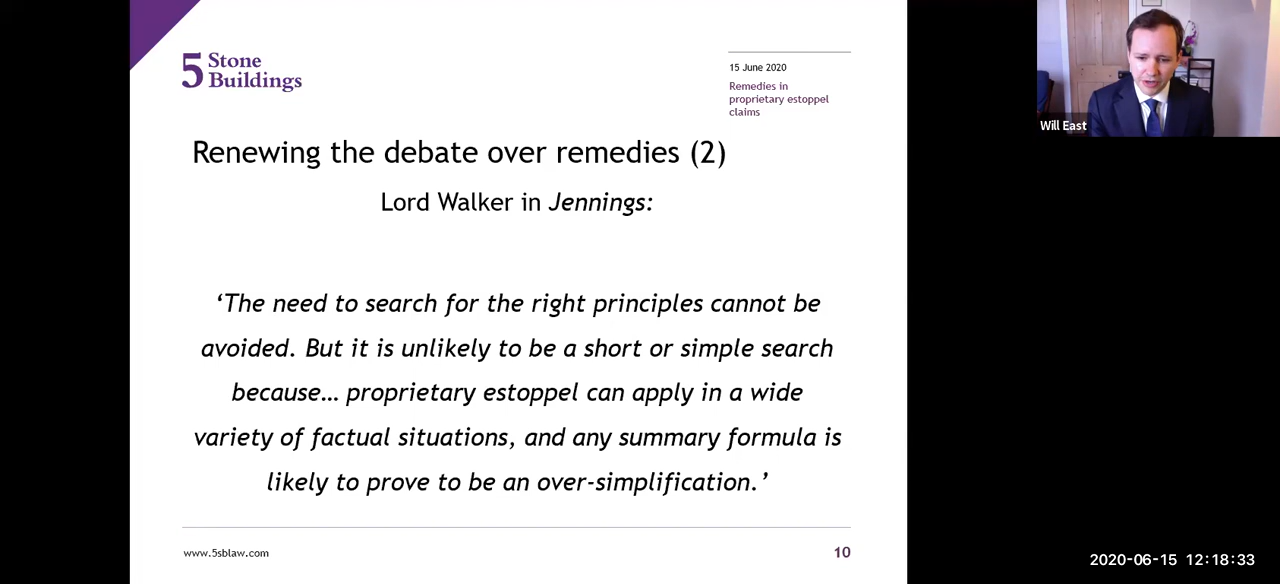 5 Stone
Buildings
15 June 2020
Remedies in
proprietary estoppel
claims
Renewing the debate over remedies (2)
Lord Walker in Jennings:
‘The need to search for the right principles cannot be
avoided. But it is unlikely to be a short or simple search
because… proprietary estoppel can apply in a wide
variety of factual situations, and any summary formula is
likely to prove to be an over-simplification.’
www.5sblaw.com
10
Will East
2020-06-15 12:18:33